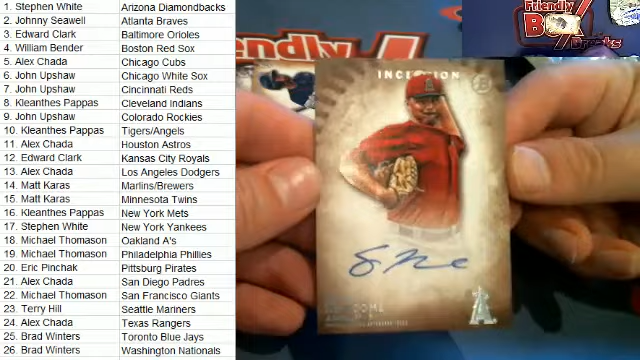 1. Stephen White Arizona Diamondbacks
2. Johnny Seawell Atlanta Braves
3. Edward Clark Baltimore Orioles
4. William Bender Boston Red Sox
5. Alex Chada Chicago Cubs
6. John Upshaw Chicago White Sox
7. John Upshaw Cincinnati Reds
8. Kleanthes Pappas Cleveland Indians
9. John Upshaw Colorado Rockies
10. Kleanthes Pappas Tigers/Angels
11. Alex Chada Houston Astros
12. Edward Clark Kansas City Royals
13. Alex Chada Los Angeles Dodgers
14. Matt Karas Marlins/Brewers
15. Matt Karas Minnesota Twins
16. Kleanthes Pappas New York Mets
17. Stephen White New York Yankees
18. Michael Thomason Oakland A's
19. Michael Thomason Philadelphia Phillies
20. Eric Pinchak Pittsburg Pirates
21. Alex Chada San Diego Padres
22. Michael Thomason San Francisco Giants
23. Terry Hill Seattle Mariners
24. Alex Chada Texas Rangers
25. Brad Winters Toronto Blue Jays
26. Brad Winters Washington Nationals
Friendly
Box
Breaks
INCEPTION